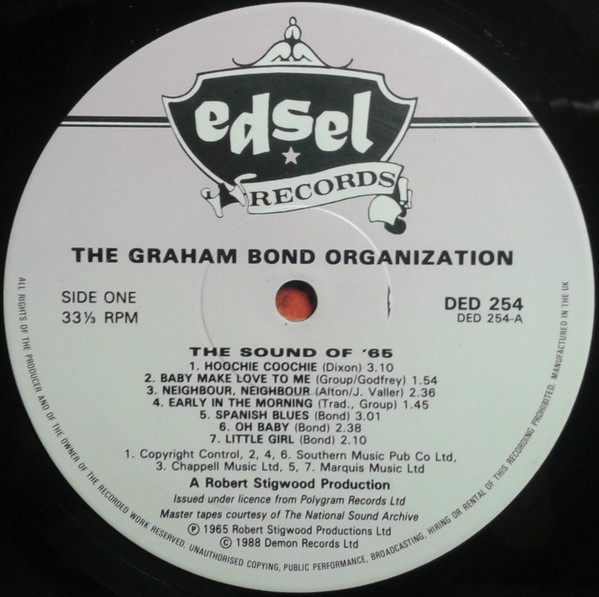 edsel
RECORDS
THE GRAHAM BOND ORGANIZATION
SIDE ONE
33⅓ RPM
DED 254
DED 254-A
THE SOUND OF '65
1. HOOCHIE COOCHIE (Dixon) 3.10
2. BABY MAKE LOVE TO ME (Group/Godfrey) 1.54
3. NEIGHBOUR, NEIGHBOUR (Alton/J. Valler) 2.36
4. EARLY IN THE MORNING (Trad., Group) 1.45
5. SPANISH BLUES (Bond) 3.01
6. OH BABY (Bond) 2.38
7. LITTLE GIRL (Bond) 2.10
1. Copyright Control, 2, 4, 6. Southern Music Pub Co Ltd,
3. Chappell Music Ltd, 5, 7. Marquis Music Ltd
A Robert Stigwood Production
Issued under licence from Polygram Records Ltd
Master tapes courtesy of The National Sound Archive
Ⓟ 1965 Robert Stigwood Productions Ltd
© 1988 Demon Records Ltd
ALL RIGHTS OF THE PRODUCER AND OF THE OWNER OF THE RECORDED WORK RESERVED. UNAUTHORISED COPYING, PUBLIC PERFORMANCE, BROADCASTING, HIRING OR RENTAL OF THIS RECORDING PROHIBITED. MANUFACTURED IN THE UK